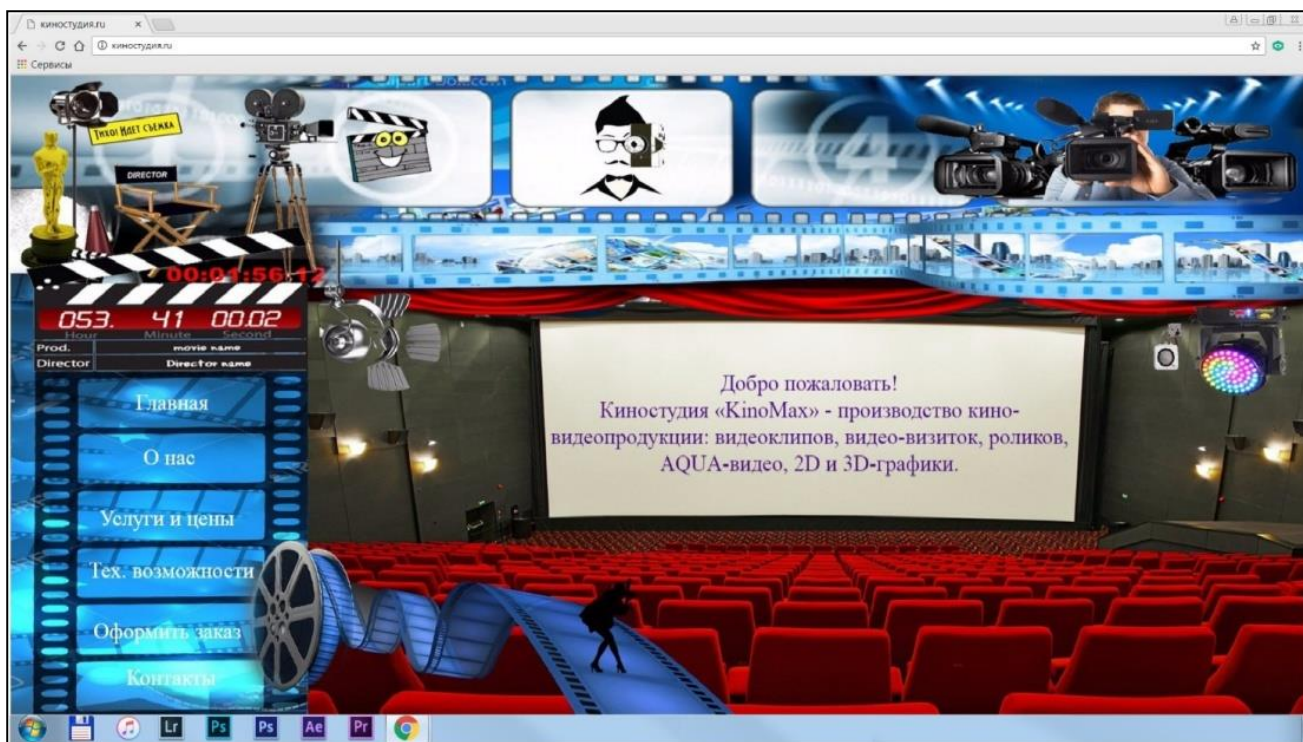 киностудия.ru
киностудия.ru
Сервисы
ТИХО! ИДЕТ СЪЕМКА
DIRECTOR
4
00:01:56:12
053. 41 00.02
Hour Minute Second
Prod. movie name
Director Director name
Главная
О нас
Услуги и цены
Тех. возможности
Оформить заказ
Контакты
Добро пожаловать!
Киностудия «KinoMax» - производство кино-
видеопродукции: видеоклипов, видео-визиток, роликов,
AQUA-видео, 2D и 3D-графики.
Lr Ps Ps Ae Pr